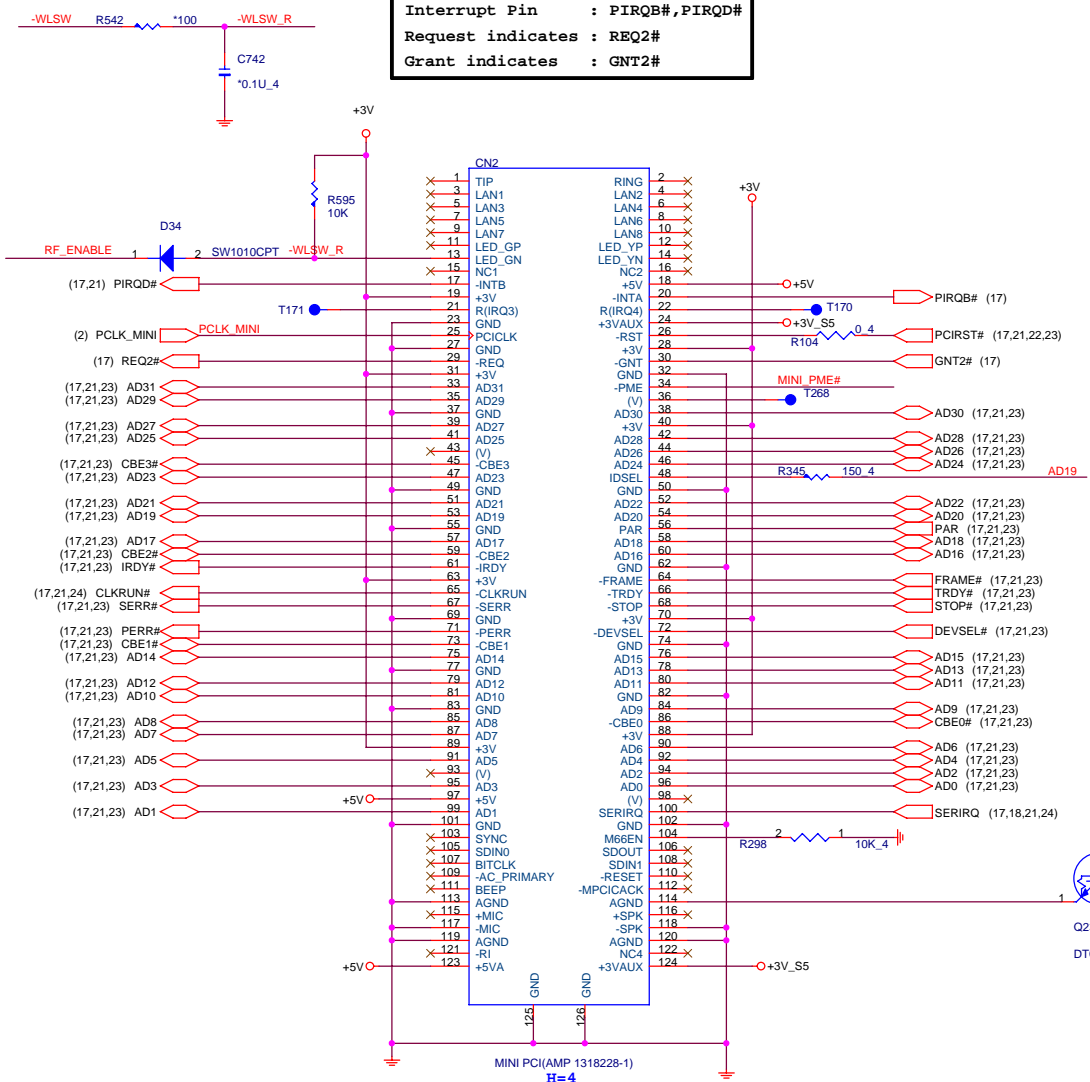 Interrupt Pin : PIRQB#,PIRQD#
Request indicates : REQ2#
Grant indicates : GNT2#
-WLSW R542 *100 -WLSW_R
C742
*0.1U_4
+3V
R595
10K
D34
RF_ENABLE 1 2 SW1010CPT -WLSW_R
CN2
+3V
1 TIP RING 2
3 LAN1 LAN2 4
5 LAN3 LAN4 6
7 LAN5 LAN6 8
9 LAN7 LAN8 10
11 LED_GP LED_YP 12
13 LED_GN LED_YN 14
15 NC1 NC2 16
(17,21) PIRQD# 17 -INTB +5V 18 +5V
19 +3V -INTA 20 PIRQB# (17)
T171 21 R(IRQ3) R(IRQ4) 22 T170
23 GND +3VAUX 24 +3V_S5
(2) PCLK_MINI PCLK_MINI 25 PCICLK -RST 26 R104 0_4 PCIRST# (17,21,22,23)
27 GND +3V 28
(17) REQ2# 29 -REQ -GNT 30 GNT2# (17)
31 +3V GND 32
(17,21,23) AD31 33 AD31 -PME 34 MINI_PME#
(17,21,23) AD29 35 AD29 (V) 36 T268
37 GND AD30 38 AD30 (17,21,23)
(17,21,23) AD27 39 AD27 +3V 40
(17,21,23) AD25 41 AD25 AD28 42 AD28 (17,21,23)
43 (V) AD26 44 AD26 (17,21,23)
(17,21,23) CBE3# 45 -CBE3 AD24 46 AD24 (17,21,23)
(17,21,23) AD23 47 AD23 IDSEL 48 R345 150_4 AD19
49 GND GND 50
(17,21,23) AD21 51 AD21 AD22 52 AD22 (17,21,23)
(17,21,23) AD19 53 AD19 AD20 54 AD20 (17,21,23)
55 GND PAR 56 PAR (17,21,23)
(17,21,23) AD17 57 AD17 AD18 58 AD18 (17,21,23)
(17,21,23) CBE2# 59 -CBE2 AD16 60 AD16 (17,21,23)
(17,21,23) IRDY# 61 -IRDY GND 62
63 +3V -FRAME 64 FRAME# (17,21,23)
(17,21,24) CLKRUN# 65 -CLKRUN -TRDY 66 TRDY# (17,21,23)
(17,21,23) SERR# 67 -SERR -STOP 68 STOP# (17,21,23)
69 GND +3V 70
(17,21,23) PERR# 71 -PERR -DEVSEL 72 DEVSEL# (17,21,23)
(17,21,23) CBE1# 73 -CBE1 GND 74
(17,21,23) AD14 75 AD14 AD15 76 AD15 (17,21,23)
77 GND AD13 78 AD13 (17,21,23)
(17,21,23) AD12 79 AD12 AD11 80 AD11 (17,21,23)
(17,21,23) AD10 81 AD10 GND 82
83 GND AD9 84 AD9 (17,21,23)
(17,21,23) AD8 85 AD8 -CBE0 86 CBE0# (17,21,23)
(17,21,23) AD7 87 AD7 +3V 88
89 +3V AD6 90 AD6 (17,21,23)
(17,21,23) AD5 91 AD5 AD4 92 AD4 (17,21,23)
93 (V) AD2 94 AD2 (17,21,23)
(17,21,23) AD3 95 AD3 AD0 96 AD0 (17,21,23)
+5V 97 +5V (V) 98
(17,21,23) AD1 99 AD1 SERIRQ 100 SERIRQ (17,18,21,24)
101 GND GND 102
103 SYNC M66EN 104 R298 2 1 10K_4
105 SDIN0 SDOUT 106
107 BITCLK SDIN1 108
109 -AC_PRIMARY -RESET 110
111 BEEP -MPCICACK 112
113 AGND AGND 114 1
115 +MIC +SPK 116
117 -MIC -SPK 118
119 AGND AGND 120
121 -RI NC4 122
+5V 123 +5VA +3VAUX 124 +3V_S5
GND GND
125 126
MINI PCI(AMP 1318228-1)
H=4